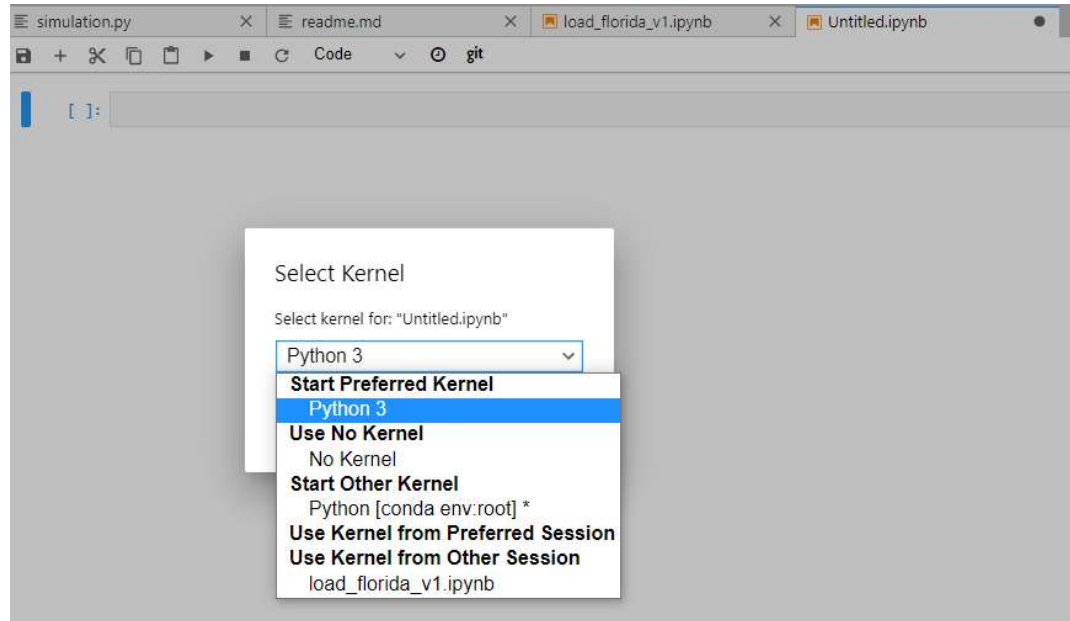 simulation.py readme.md load_florida_v1.ipynb Untitled.ipynb
Code git
[ ]:
Select Kernel
Select kernel for: "Untitled.ipynb"
Python 3
Start Preferred Kernel
Python 3
Use No Kernel
No Kernel
Start Other Kernel
Python [conda env:root] *
Use Kernel from Preferred Session
Use Kernel from Other Session
load_florida_v1.ipynb